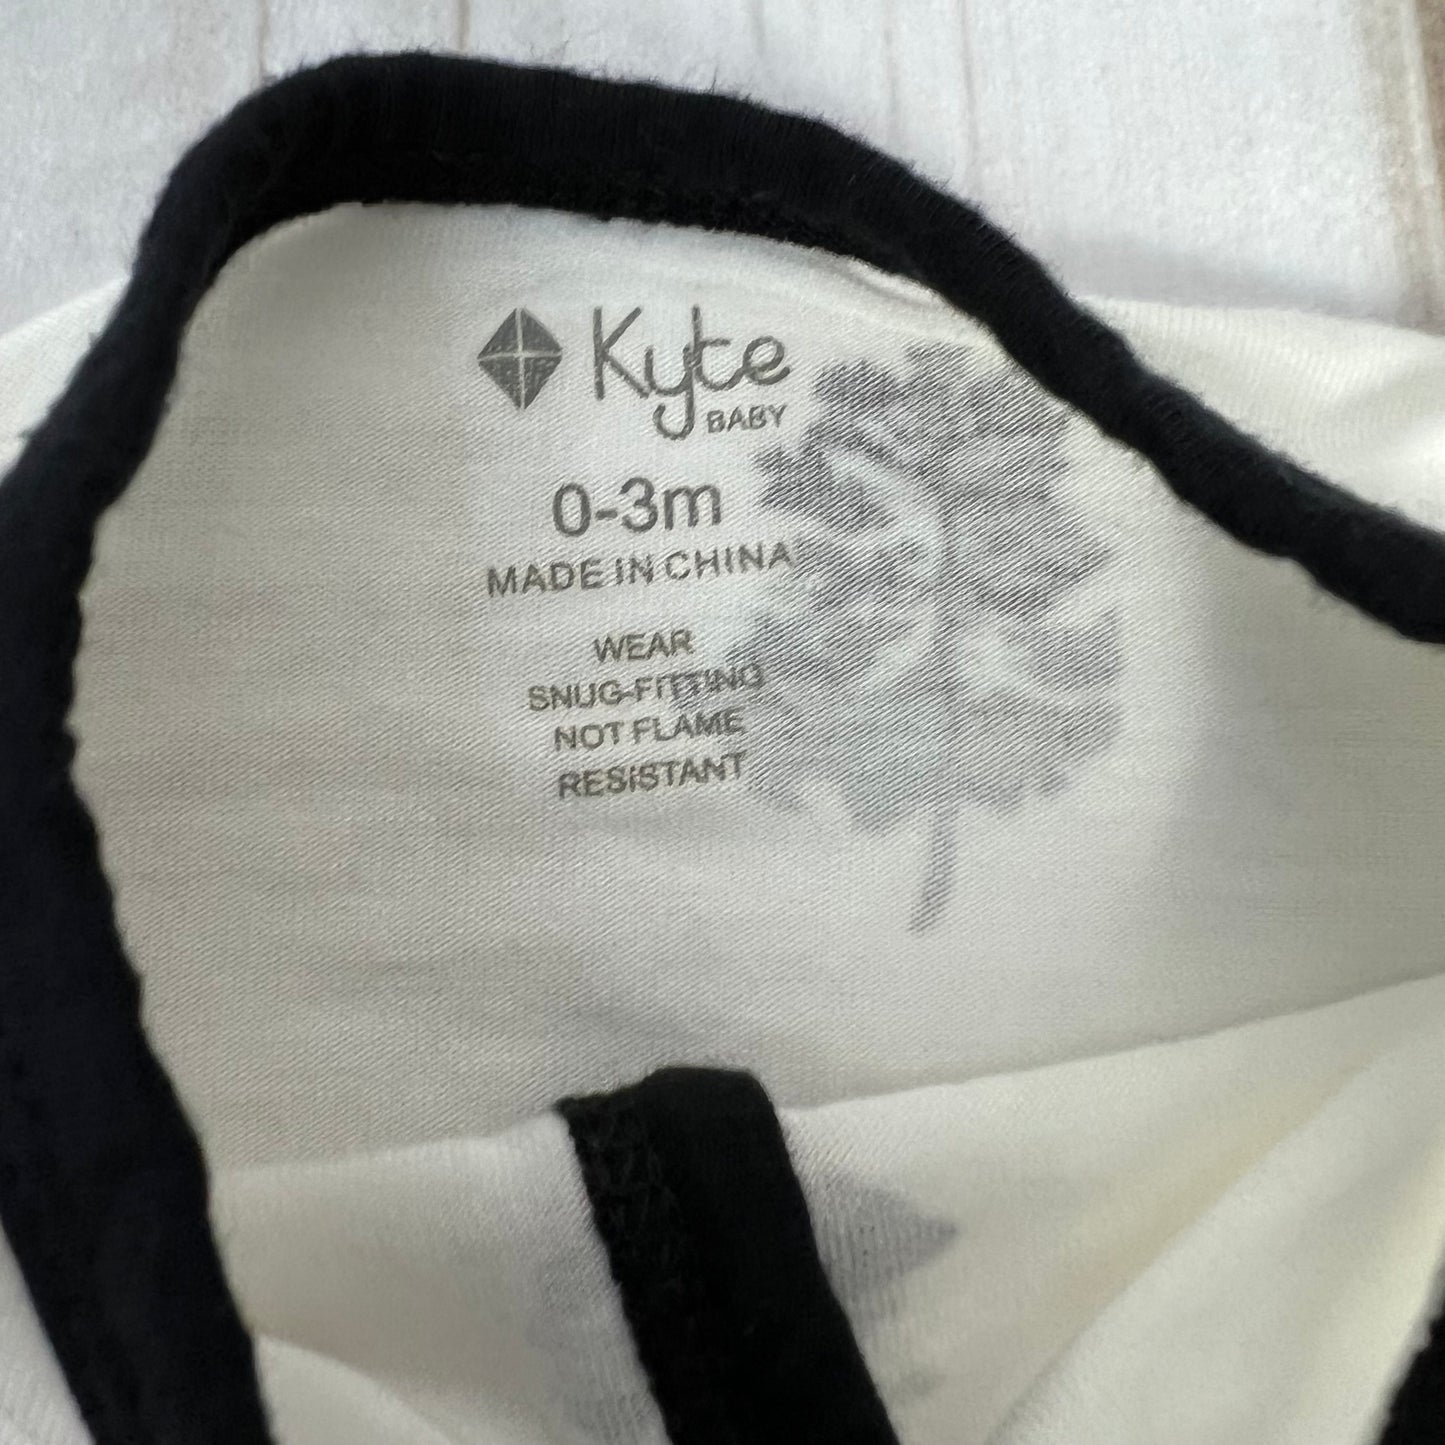 Kyte
BABY
0-3m
MADE IN CHINA
WEAR
SNUG-FITTING
NOT FLAME
RESISTANT